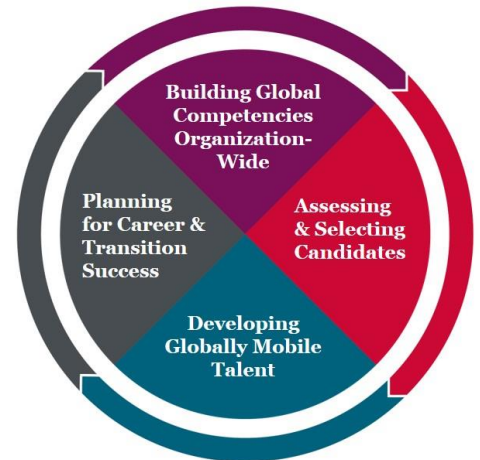 Building Global
Competencies
Organization-
Wide
Assessing
& Selecting
Candidates
Developing
Globally Mobile
Talent
Planning
for Career &
Transition
Success